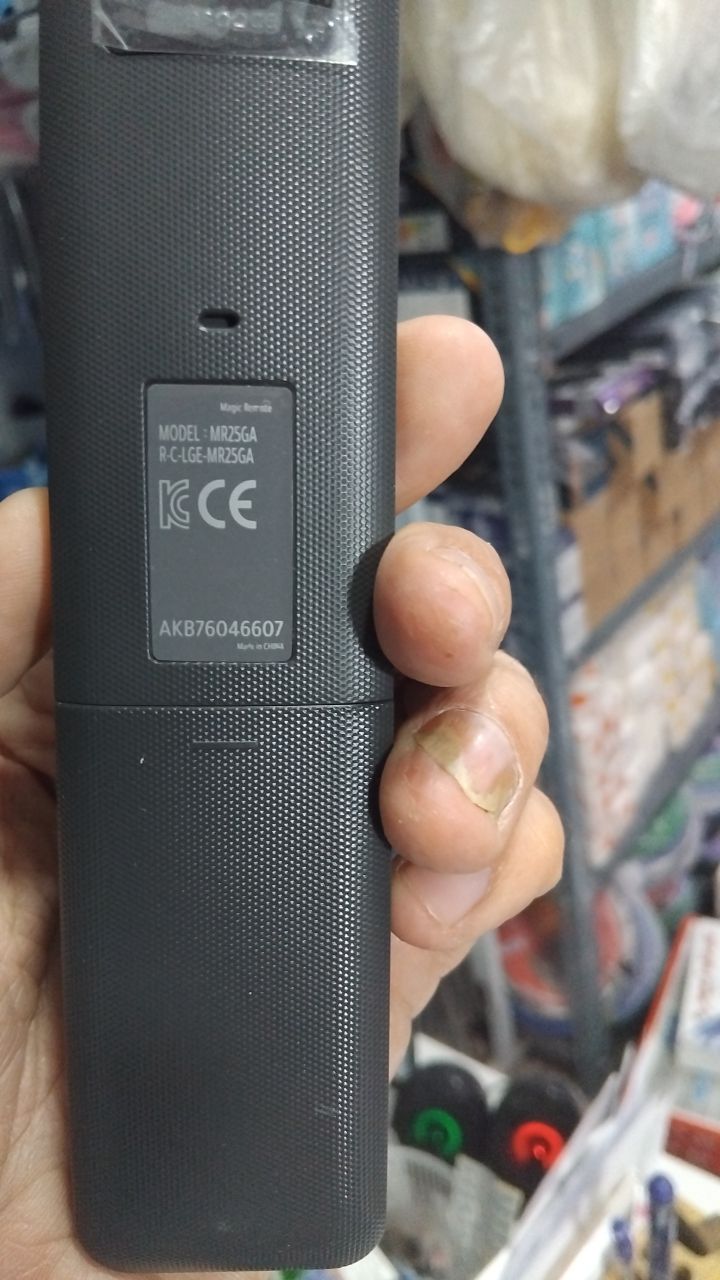 Magic Remote
MODEL : MR25GA
R-C-LGE-MR25GA
CE
AKB76046607
Made in CHINA